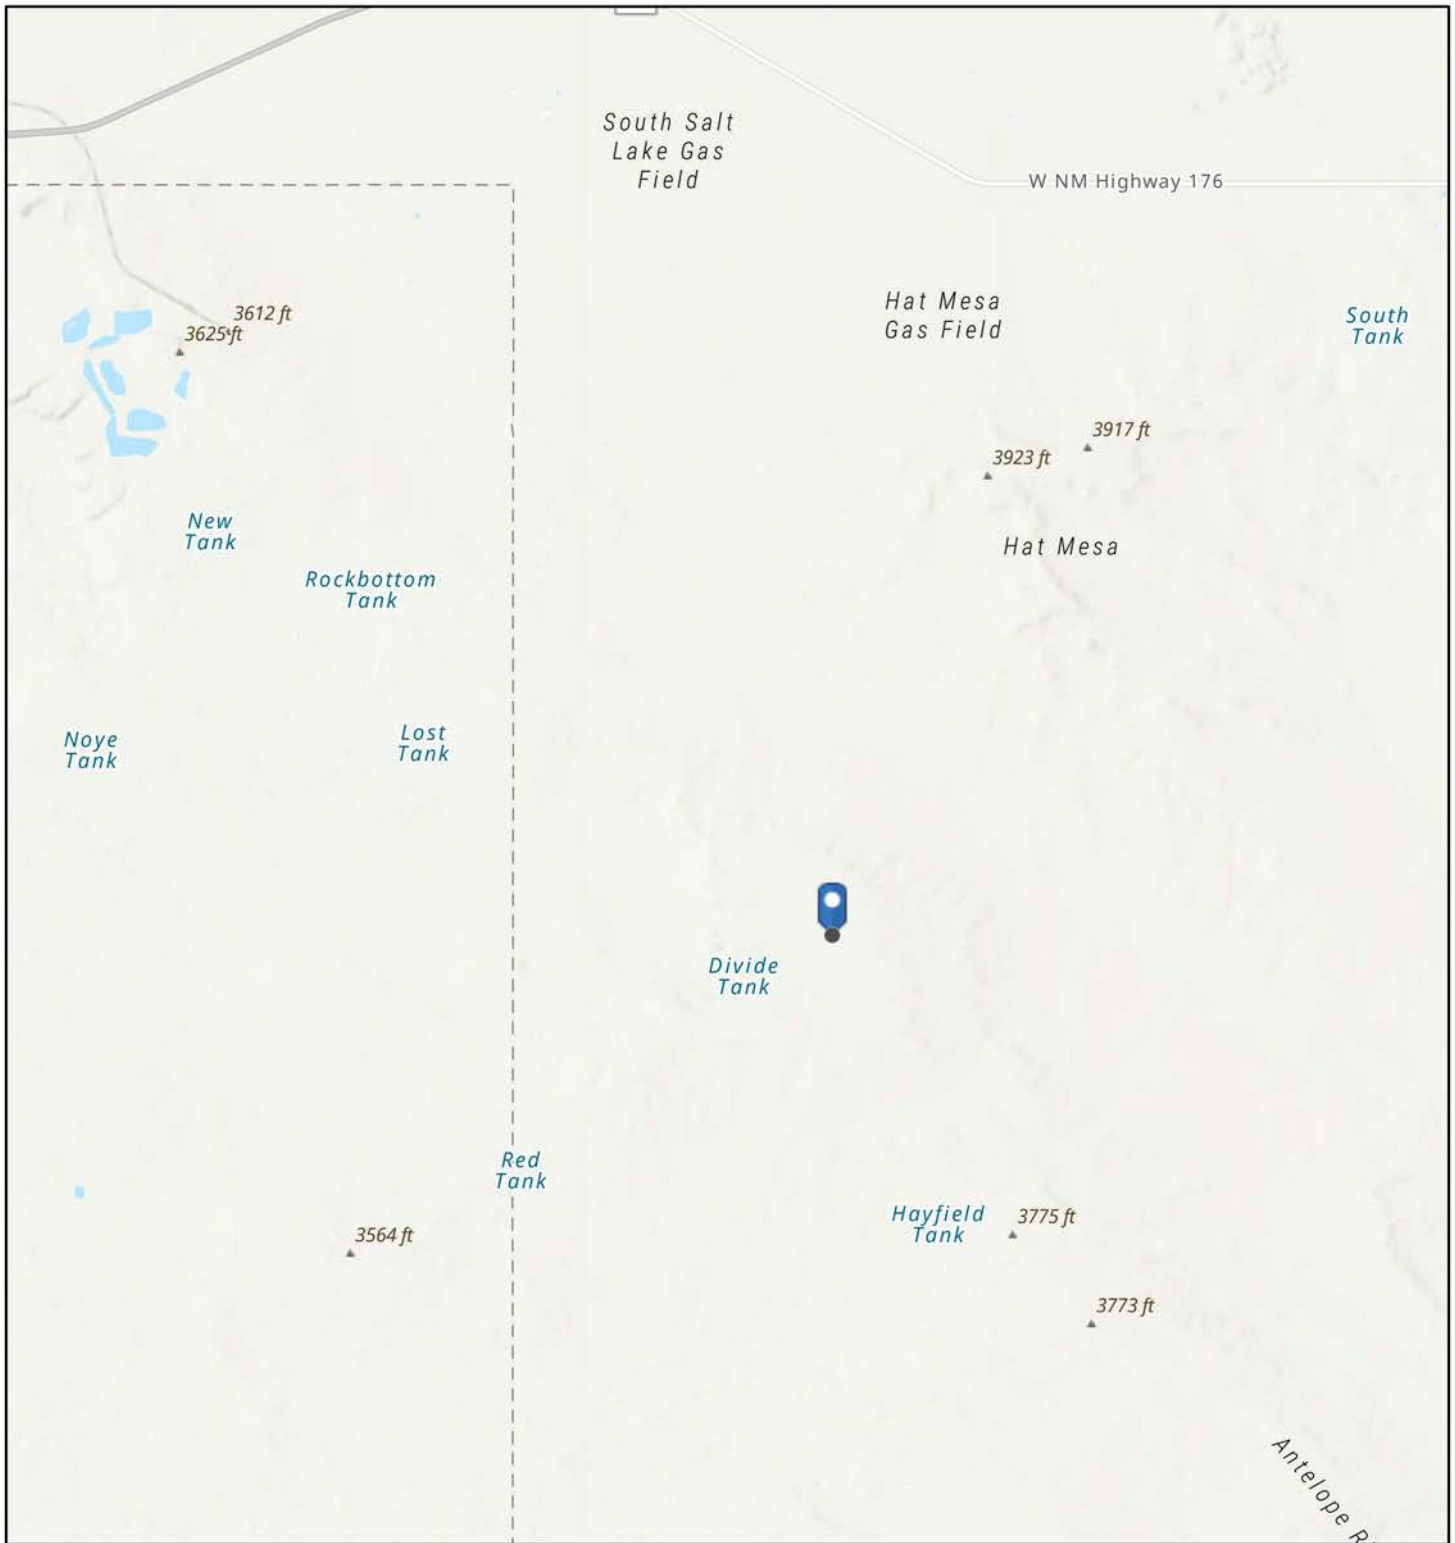 South Salt
Lake Gas
Field
W NM Highway 176
Hat Mesa
Gas Field
South
Tank
3612 ft
3625 ft
3917 ft
3923 ft
New
Tank
Hat Mesa
Rockbottom
Tank
Noye
Tank
Lost
Tank
Divide
Tank
Red
Tank
Hayfield
Tank
3775 ft
3564 ft
3773 ft
Antelope